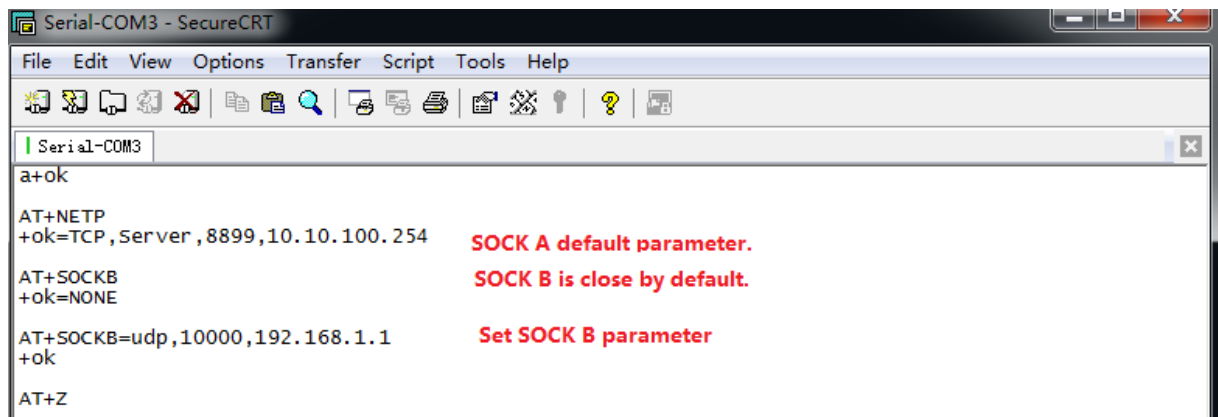 Serial-COM3 - SecureCRT
File Edit View Options Transfer Script Tools Help
Serial-COM3
a+ok
AT+NETP
+ok=TCP,Server,8899,10.10.100.254 SOCK A default parameter.
AT+SOCKB SOCK B is close by default.
+ok=NONE
AT+SOCKB=udp,10000,192.168.1.1 Set SOCK B parameter
+ok
AT+Z